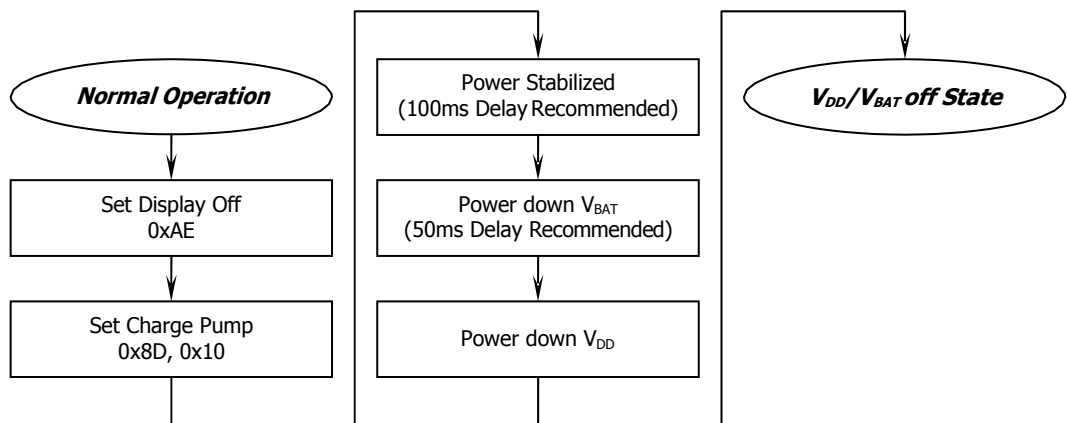 Normal Operation
Set Display Off
0xAE
Set Charge Pump
0x8D, 0x10
Power Stabilized
(100ms Delay Recommended)
Power down VBAT
(50ms Delay Recommended)
Power down VDD
VDD/VBAT off State